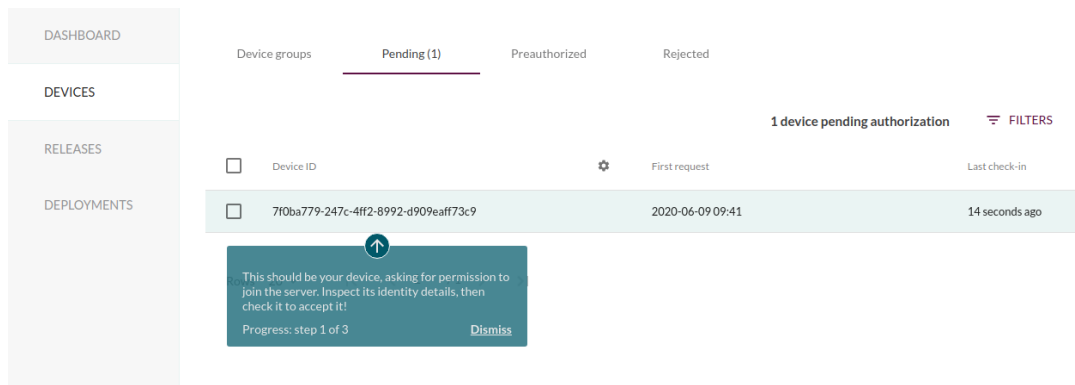 DASHBOARD
DEVICES
RELEASES
DEPLOYMENTS
Device groups
Pending (1)
Preauthorized
Rejected
1 device pending authorization
FILTERS
Device ID
First request
Last check-in
7f0ba779-247c-4ff2-8992-d909eaff73c9
2020-06-09 09:41
14 seconds ago
This should be your device, asking for permission to
join the server. Inspect its identity details, then
check it to accept it!
Progress: step 1 of 3
Dismiss